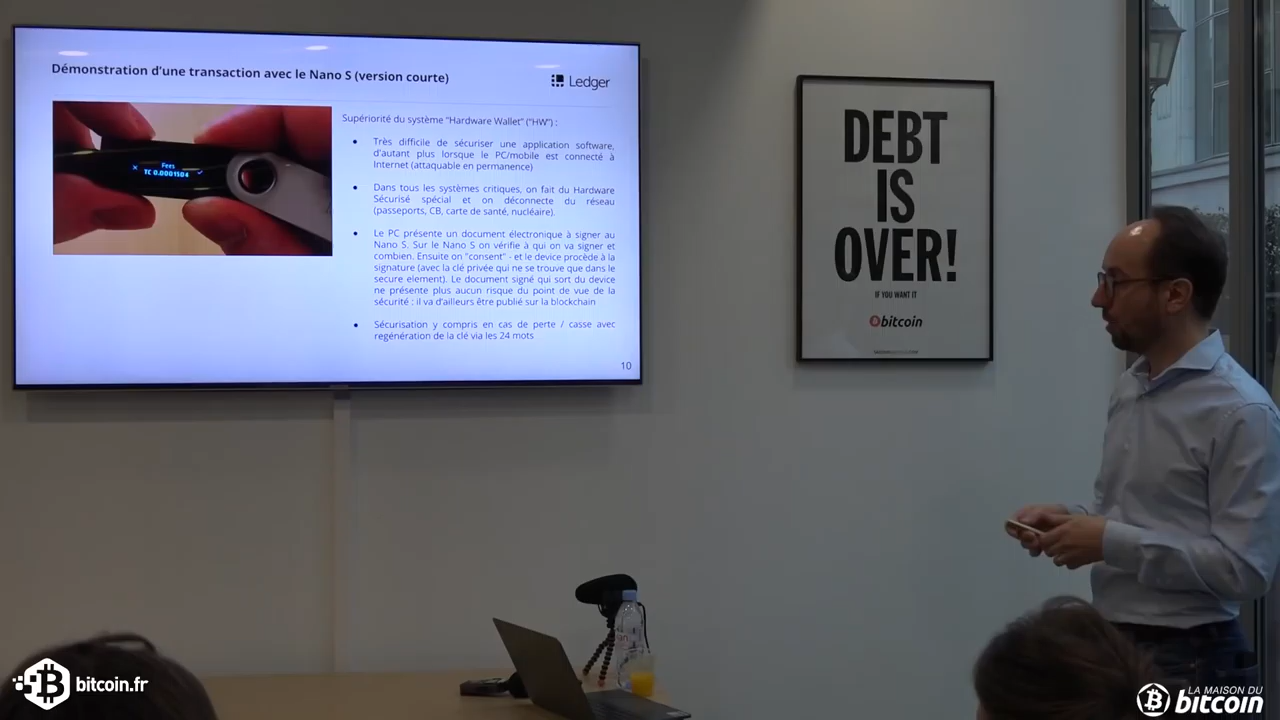 Démonstration d'une transaction avec le Nano S (version courte)
Ledger
Fees
TC 0.0001504
Supériorité du système "Hardware Wallet" ("HW") :
Très difficile de sécuriser une application software,
d'autant plus lorsque le PC/mobile est connecté à
Internet (attaquable en permanence)
Dans tous les systèmes critiques, on fait du Hardware
Sécurisé spécial et on déconnecte du réseau
(passeports, CB, carte de santé, nucléaire).
Le PC présente un document électronique à signer au
Nano S. Sur le Nano S on vérifie à qui on va signer et
combien. Ensuite on "consent" - et le device procède à la
signature (avec la clé privée qui ne se trouve que dans le
secure element). Le document signé qui sort du device
ne présente plus aucun risque du point de vue de la
sécurité : il va d'ailleurs être publié sur la blockchain
Sécurisation y compris en cas de perte / casse avec
regénération de la clé via les 24 mots
10
DEBT
IS
OVER!
IF YOU WANT IT
bitcoin
bitcoin.fr
LA MAISON DU
bitcoin